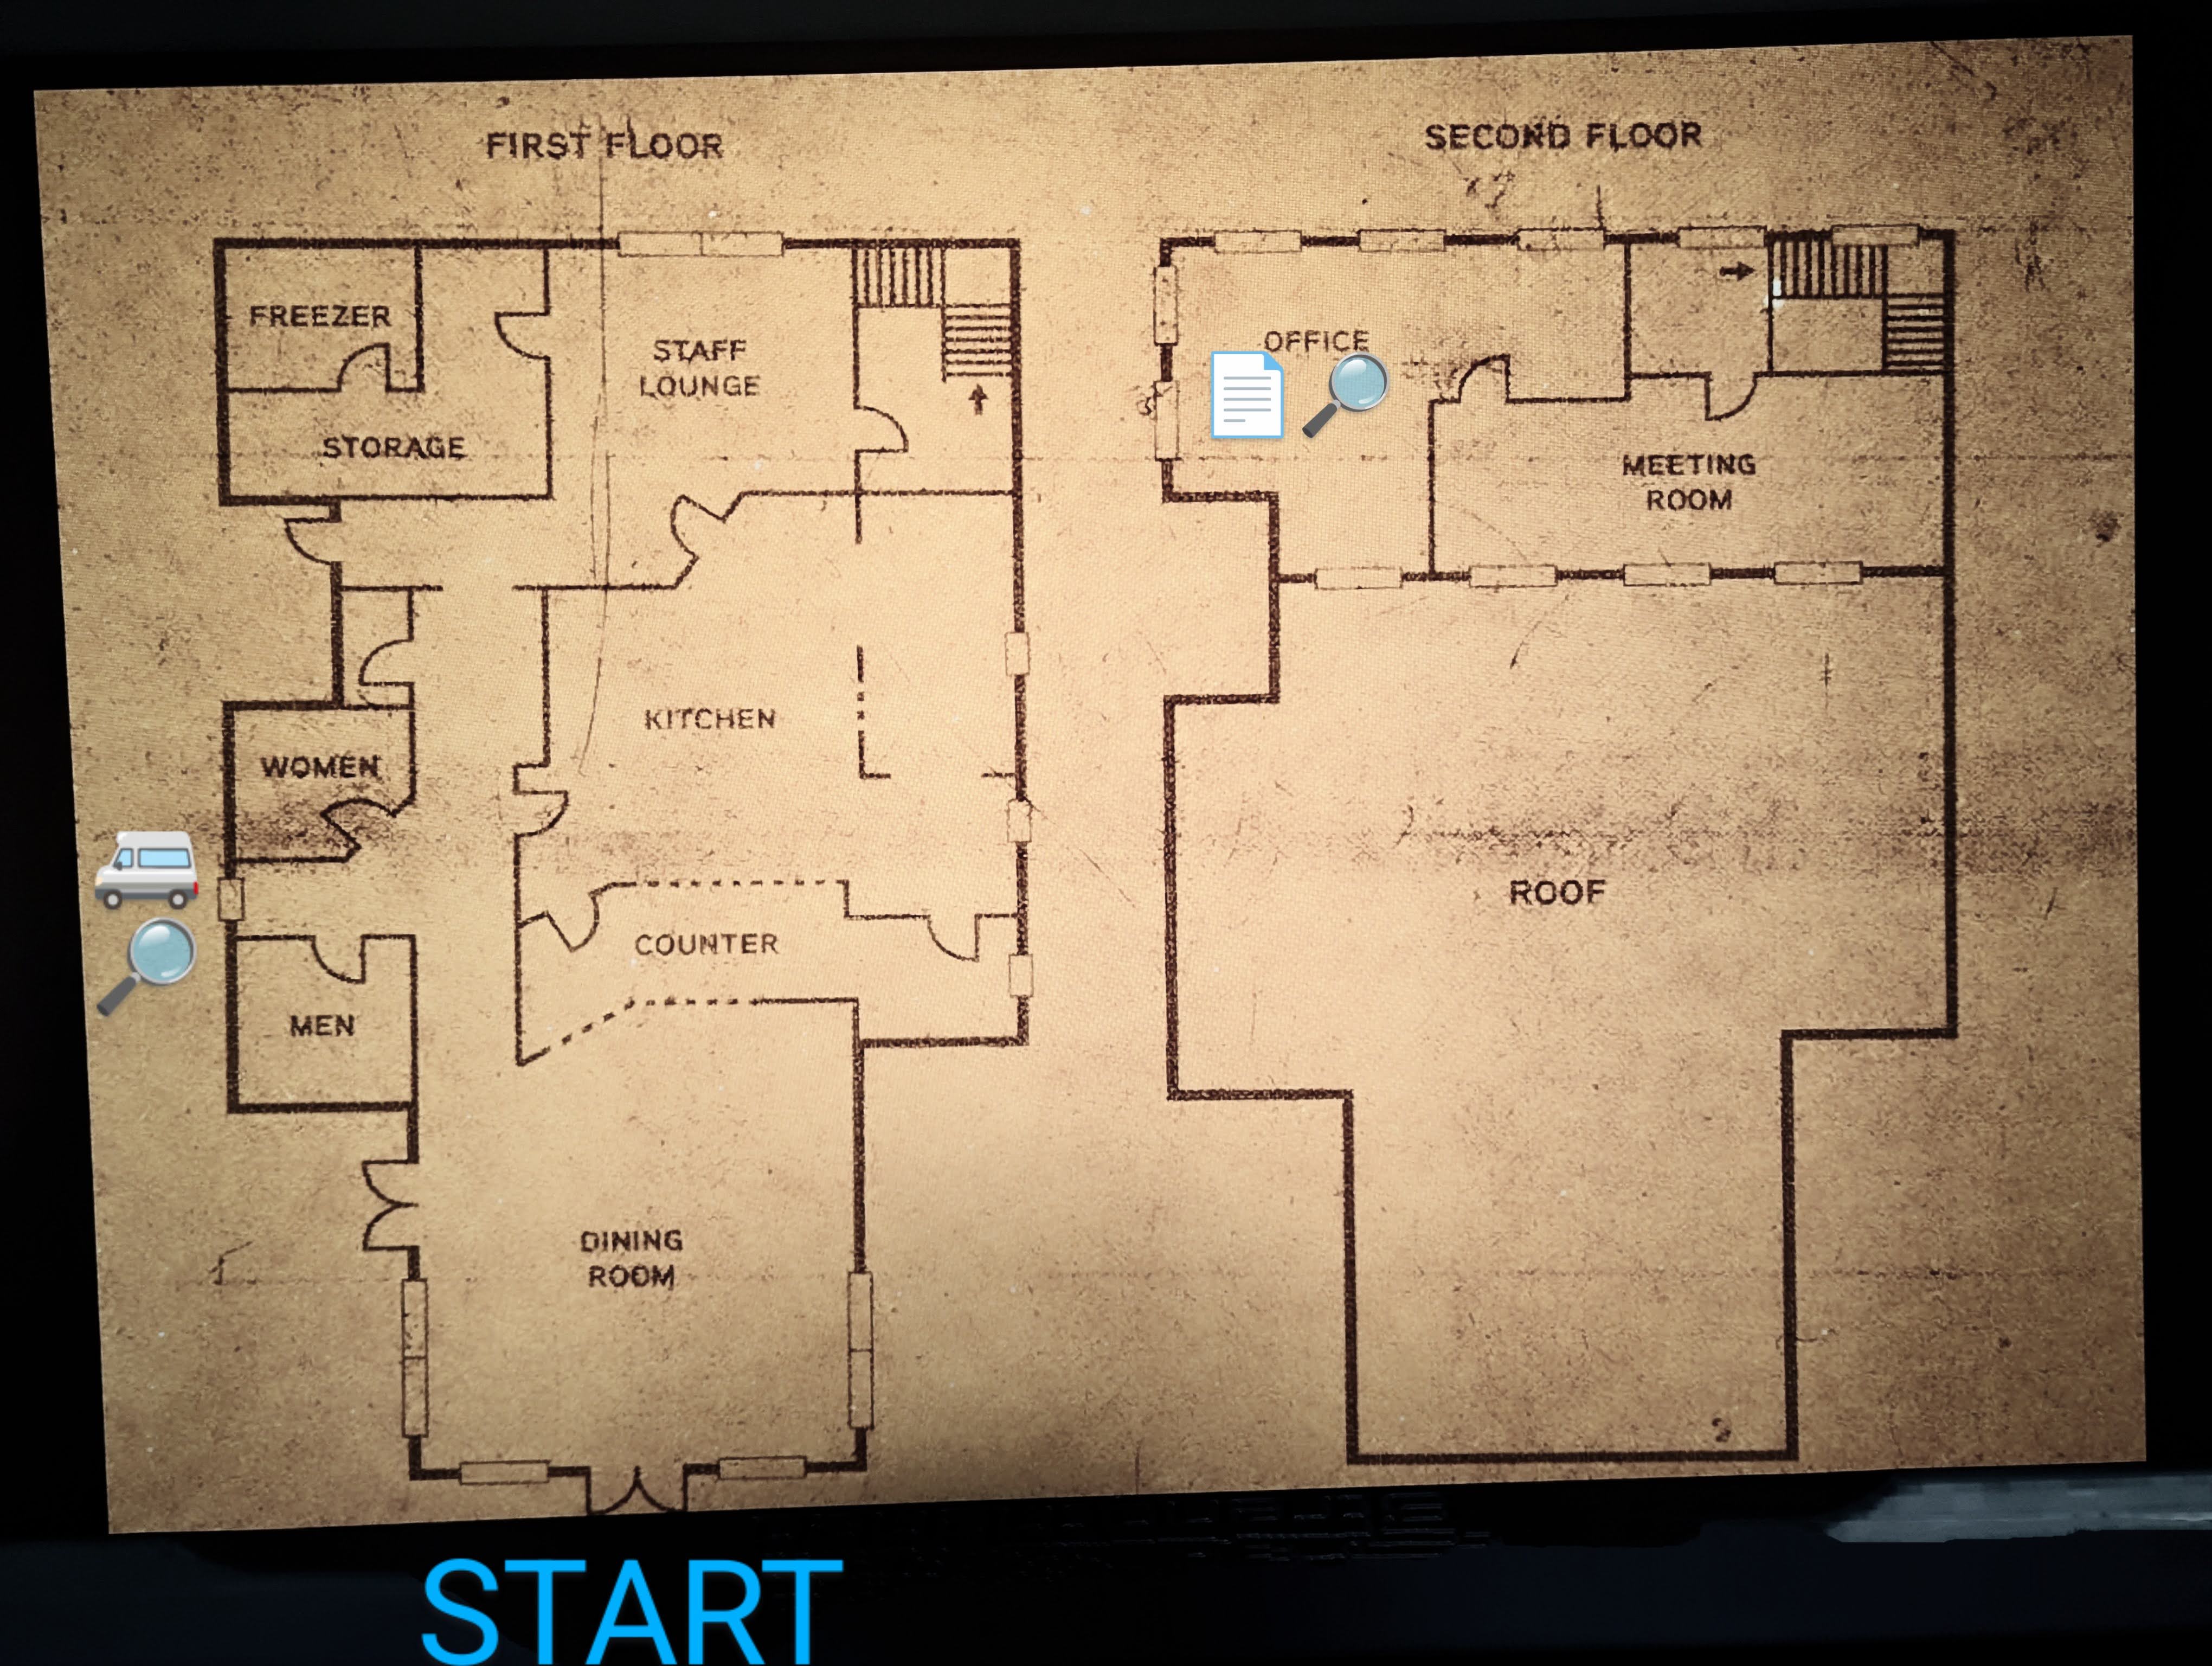 FIRST FLOOR
SECOND FLOOR
FREEZER
STAFF
LOUNGE
STORAGE
OFFICE
MEETING
ROOM
KITCHEN
WOMEN
ROOF
COUNTER
MEN
DINING
ROOM
START